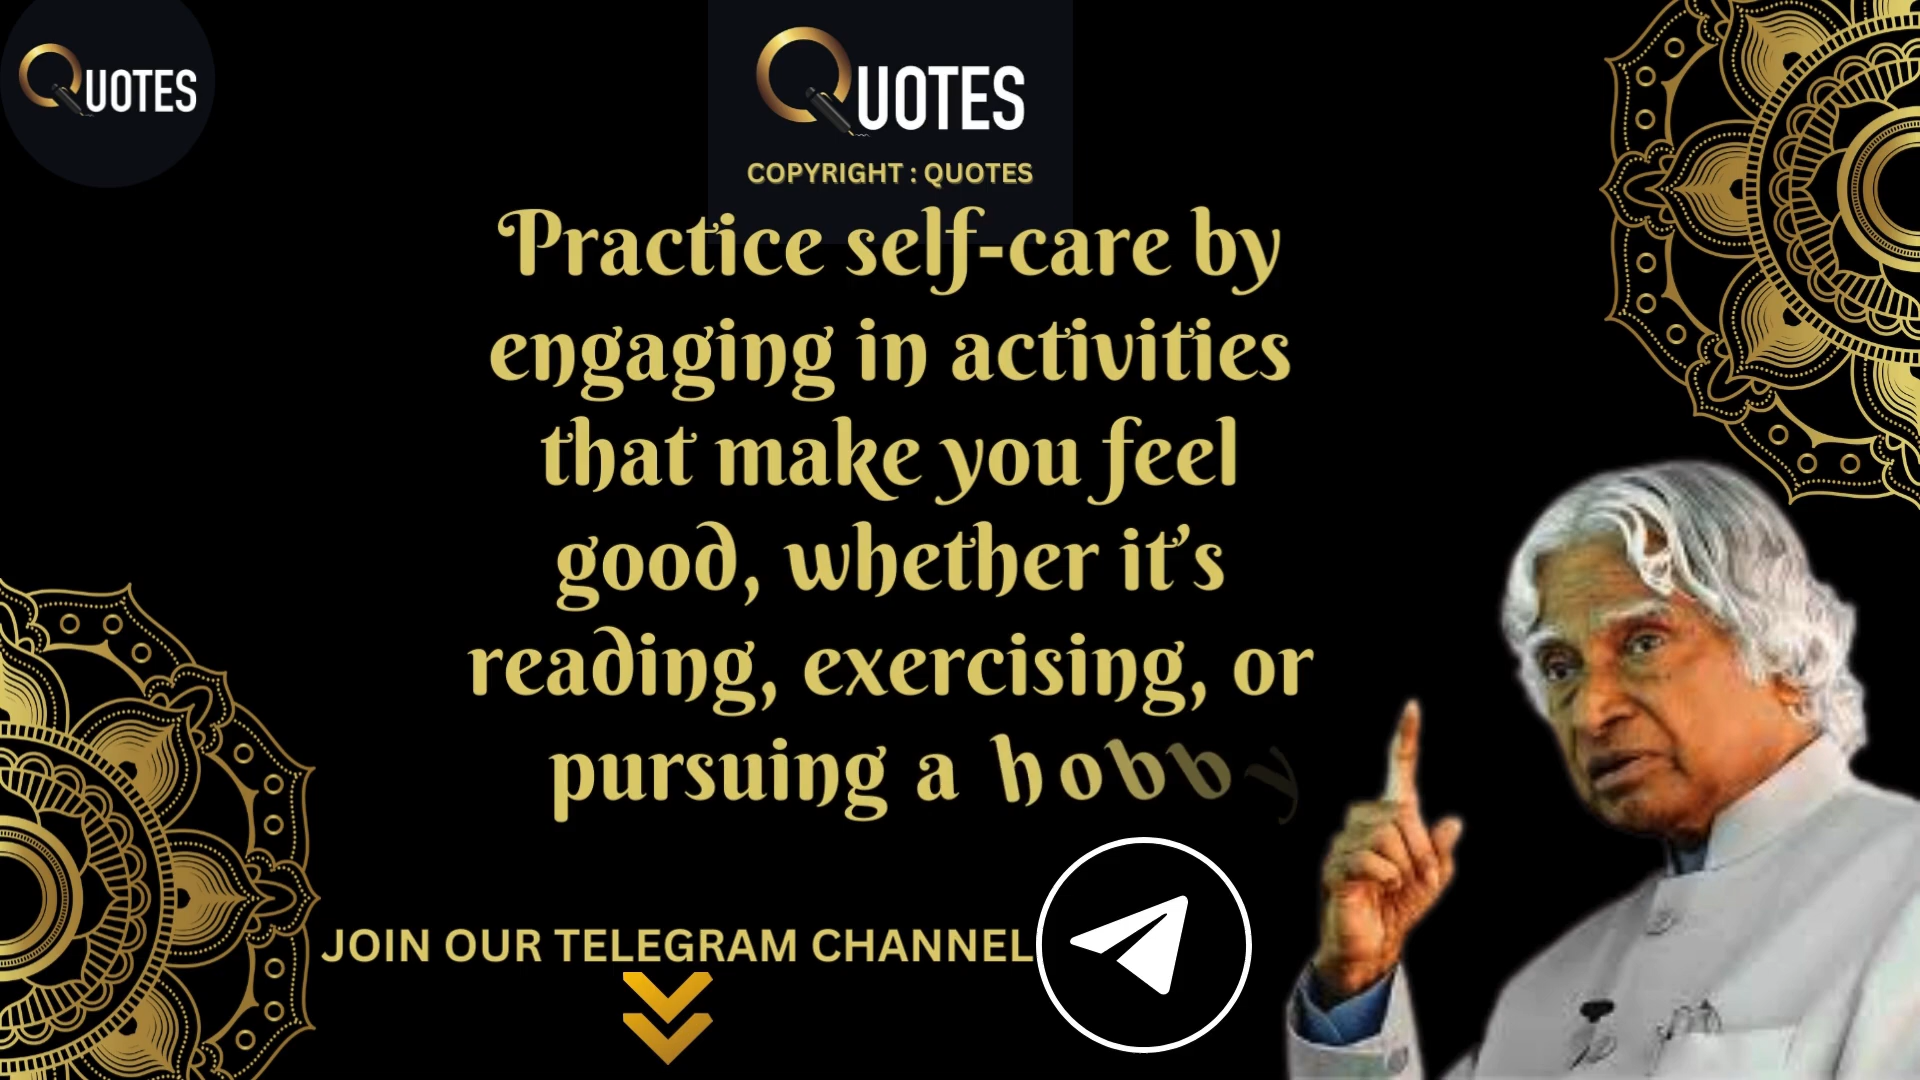 QUOTES
QUOTES
COPYRIGHT : QUOTES
Practice self-care by
engaging in activities
that make you feel
good, whether it's
reading, exercising, or
pursuing a hobby
JOIN OUR TELEGRAM CHANNEL